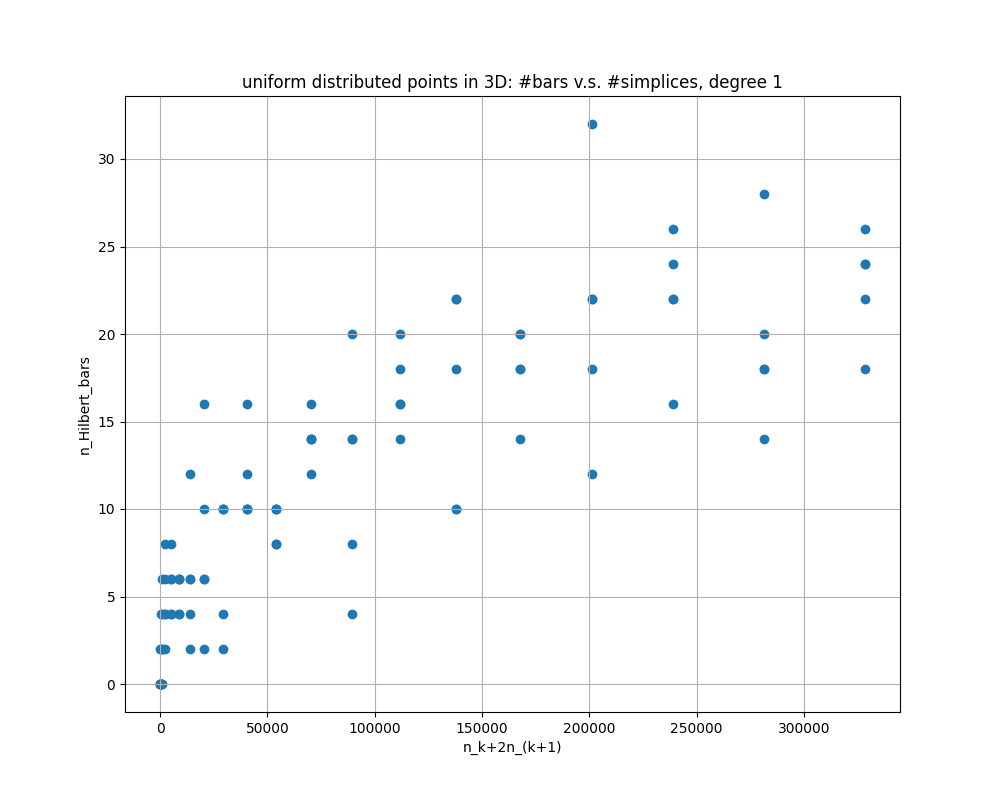 uniform distributed points in 3D: #bars v.s. #simplices, degree 1
30
25
20
15
10
5
0
n_Hilbert_bars
0 50000 100000 150000 200000 250000 300000
n_k+2n_(k+1)